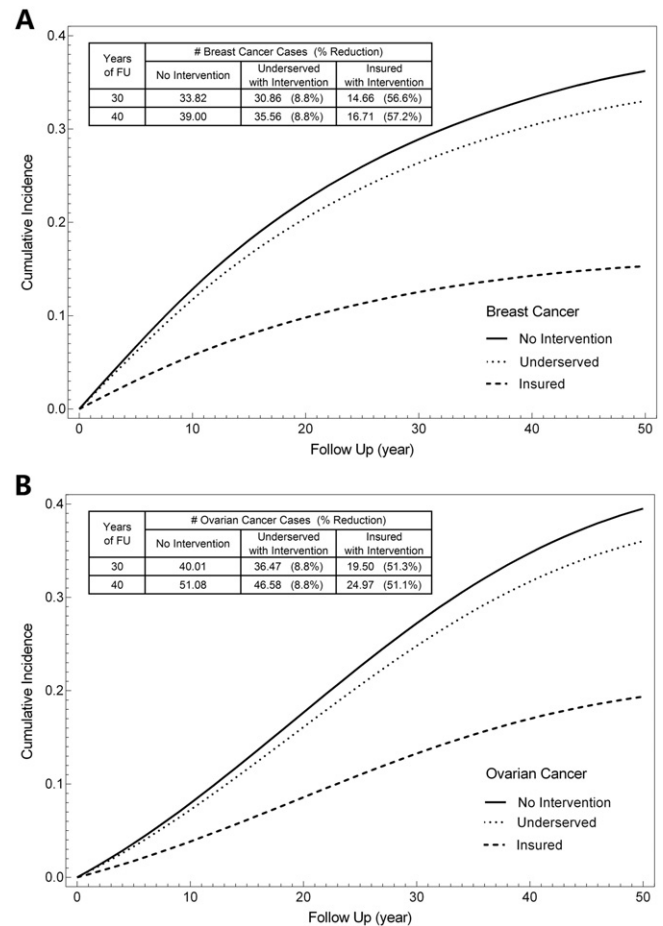 A
Years of FU
# Breast Cancer Cases (% Reduction)
No Intervention
Underserved with Intervention
Insured with Intervention
30 33.82 30.86 (8.8%) 14.66 (56.6%)
40 39.00 35.56 (8.8%) 16.71 (57.2%)
0.4
0.3
0.2
0.1
0.0
Cumulative Incidence
Breast Cancer
No Intervention
Underserved
Insured
0 10 20 30 40 50
Follow Up (year)
B
Years of FU
# Ovarian Cancer Cases (% Reduction)
No Intervention
Underserved with Intervention
Insured with Intervention
30 40.01 36.47 (8.8%) 19.50 (51.3%)
40 51.08 46.58 (8.8%) 24.97 (51.1%)
0.4
0.3
0.2
0.1
0.0
Cumulative Incidence
Ovarian Cancer
No Intervention
Underserved
Insured
0 10 20 30 40 50
Follow Up (year)